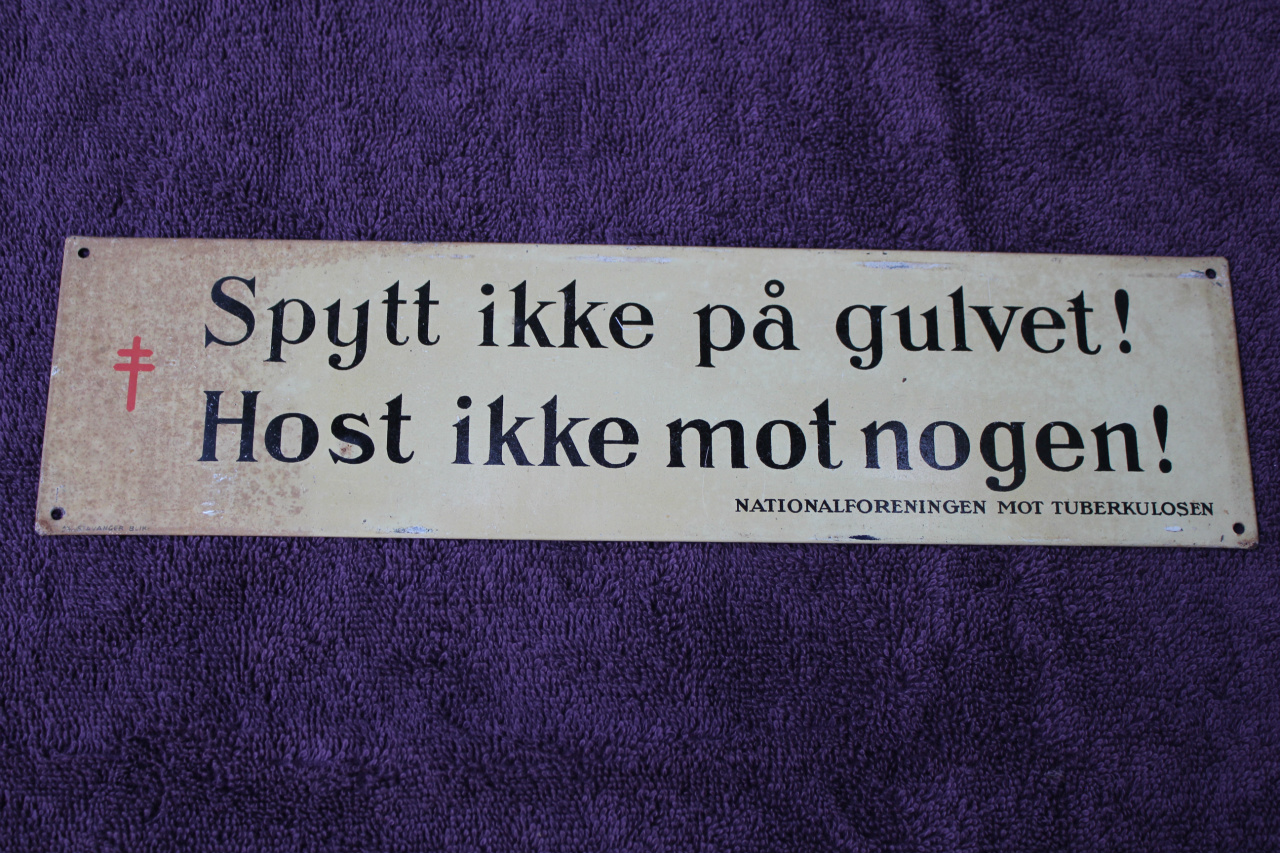 Spytt ikke på gulvet!
Host ikke mot nogen!
NATIONALFORENINGEN MOT TUBERKULOSEN